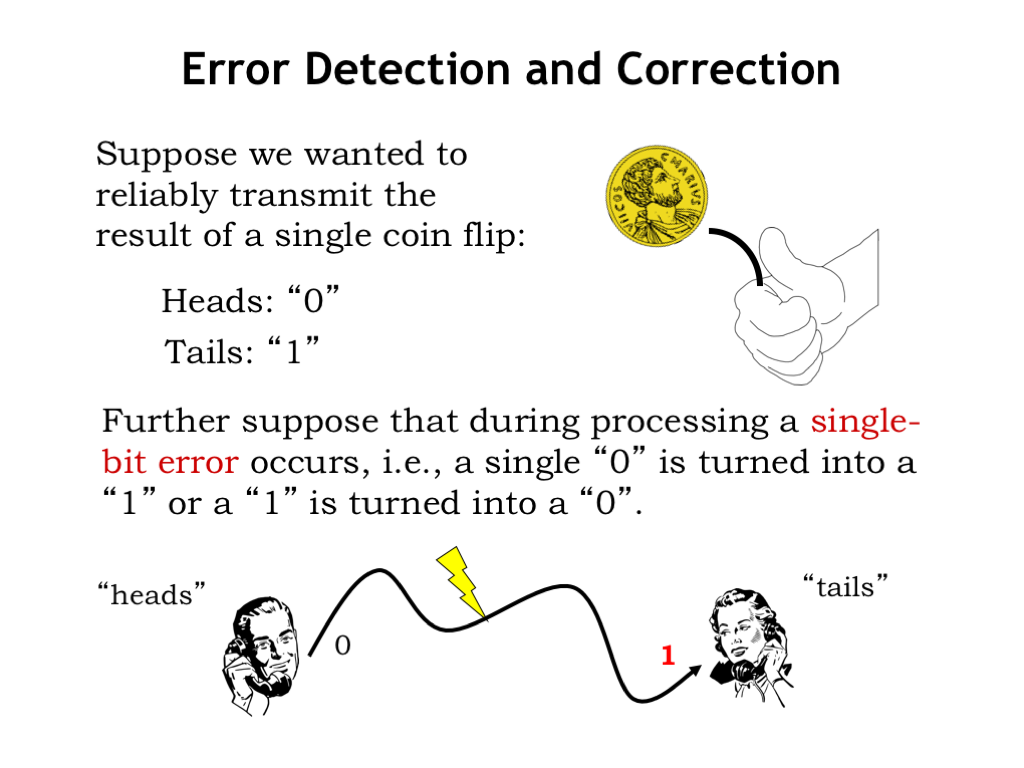 Error Detection and Correction
Suppose we wanted to
reliably transmit the
result of a single coin flip:
Heads: “0”
Tails: “1”
VIICOS
CMARIVS
Further suppose that during processing a single-
bit error occurs, i.e., a single “0” is turned into a
“1” or a “1” is turned into a “0”.
“heads”
“tails”
0
1